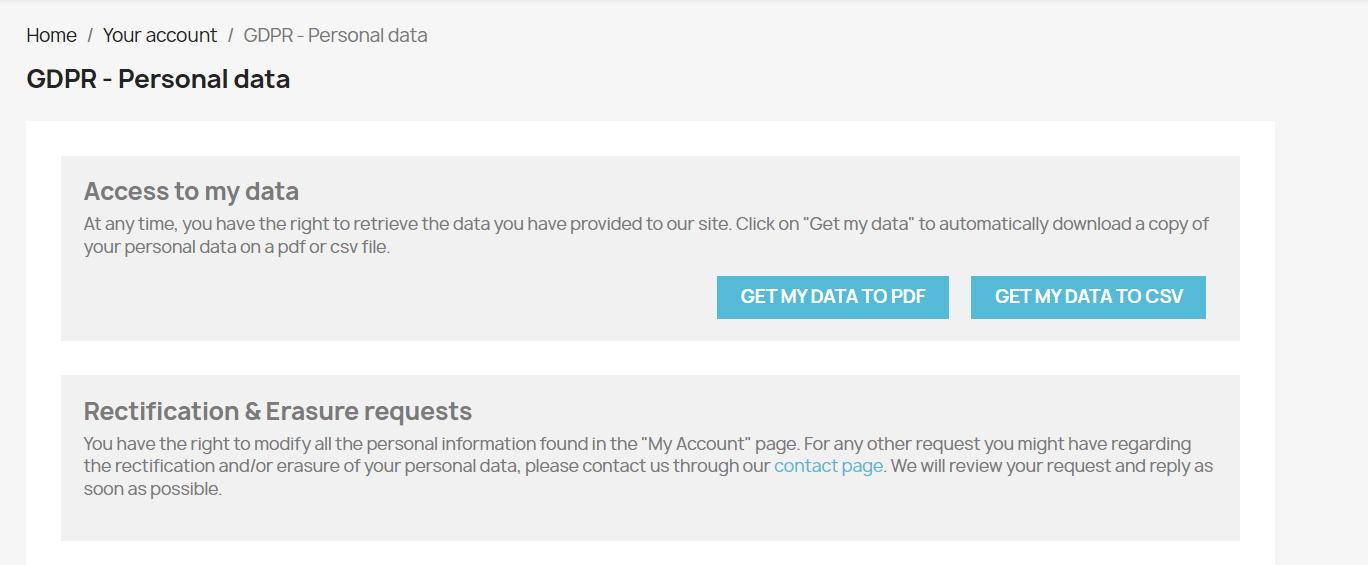 Home / Your account / GDPR - Personal data
GDPR - Personal data
Access to my data
At any time, you have the right to retrieve the data you have provided to our site. Click on "Get my data" to automatically download a copy of
your personal data on a pdf or csv file.
GET MY DATA TO PDF GET MY DATA TO CSV
Rectification & Erasure requests
You have the right to modify all the personal information found in the "My Account" page. For any other request you might have regarding
the rectification and/or erasure of your personal data, please contact us through our contact page. We will review your request and reply as
soon as possible.